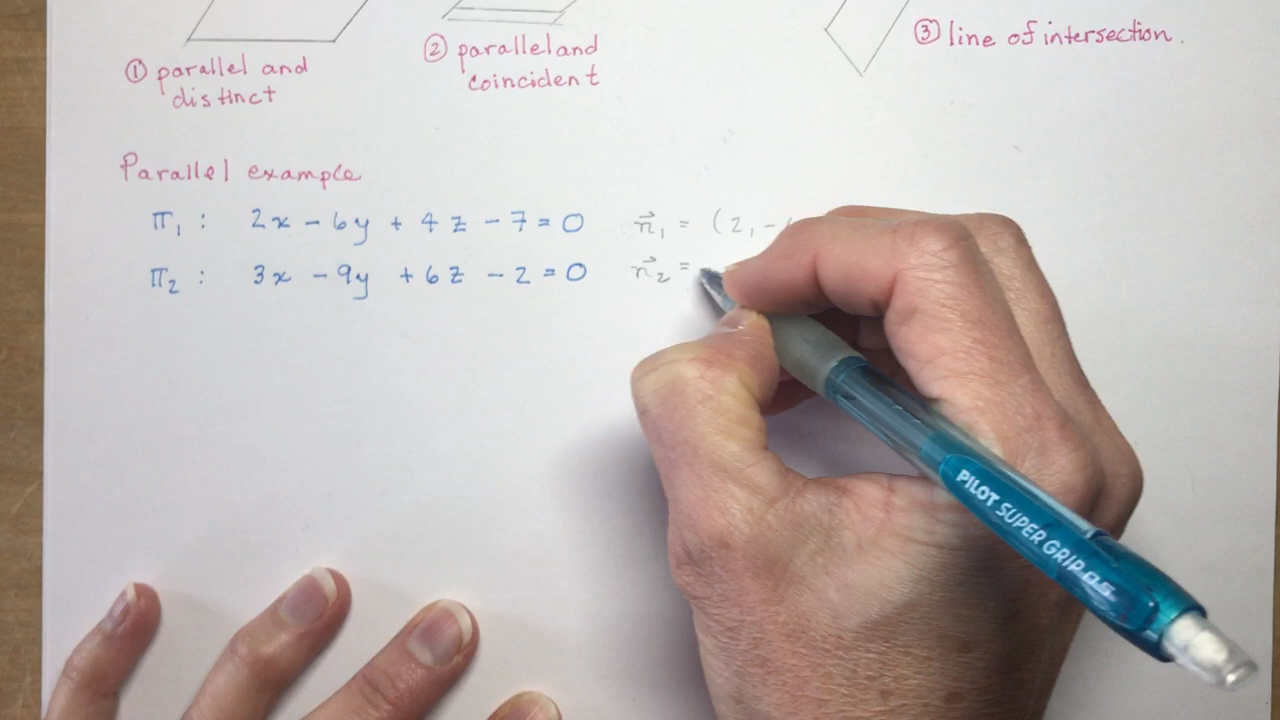 ① parallel and
distinct
② parallel and
coincident
③ line of intersection.
Parallel example
π₁ : 2x - 6y + 4z - 7 = 0 n⃗₁ = (2, -
π₂ : 3x - 9y + 6z - 2 = 0 n⃗₂ =
PILOT SUPER GRIP 0.5